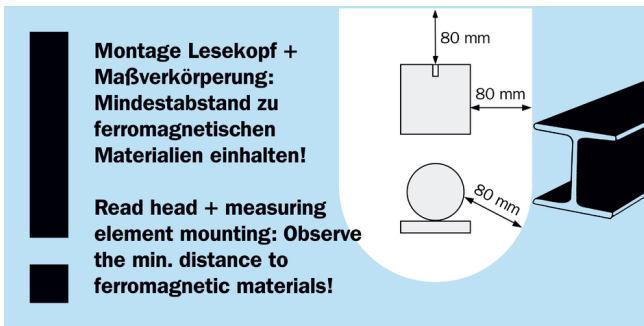 Montage Lesekopf +
Maßverkörperung:
Mindestabstand zu
ferromagnetischen
Materialien einhalten!
Read head + measuring
element mounting: Observe
the min. distance to
ferromagnetic materials!
80 mm
80 mm
80 mm